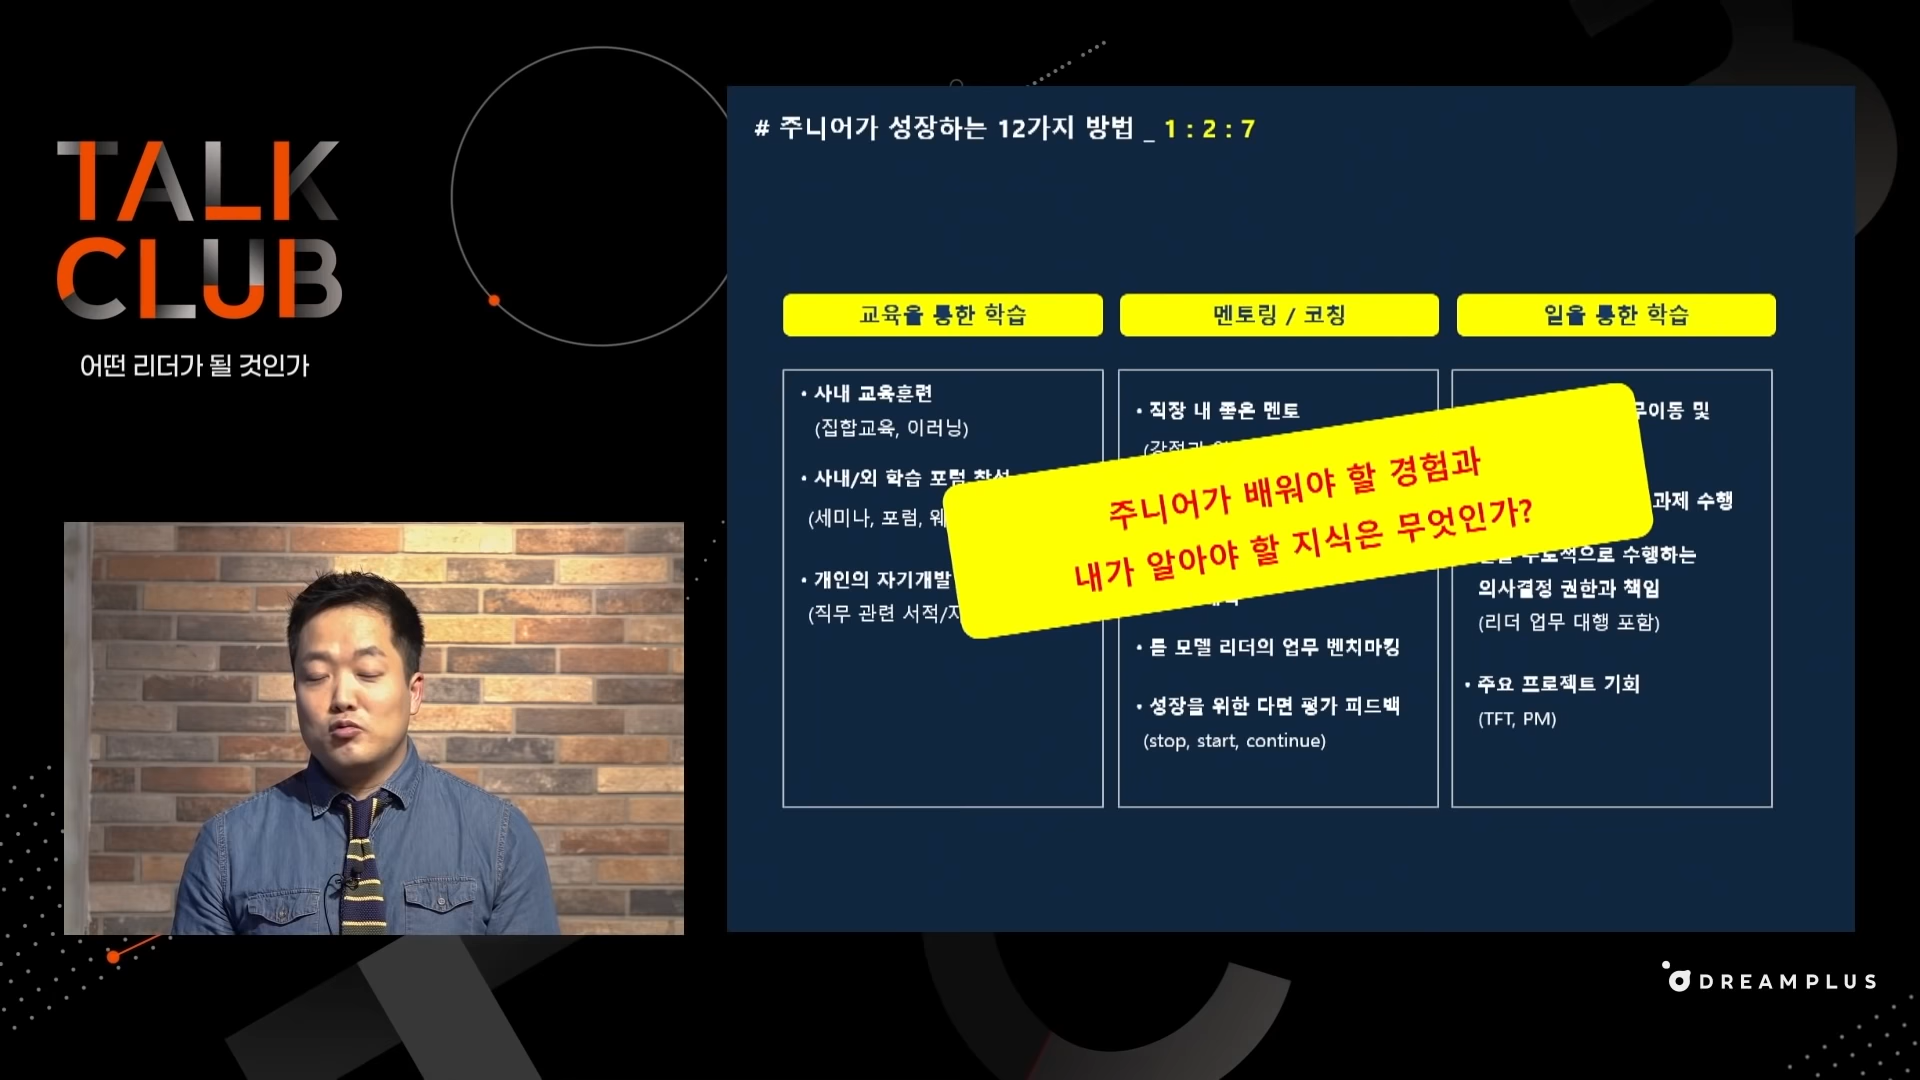 TALK
CLUB
어떤 리더가 될 것인가
# 주니어가 성장하는 12가지 방법 _ 1 : 2 : 7
교육을 통한 학습
• 사내 교육훈련
(집합교육, 이러닝)
• 사내/외 학습 포럼
(세미나, 포럼,
• 개인의 자기개발
(직무 관련 서적/
멘토링 / 코칭
• 직장 내 좋은 멘토
• 롤 모델 리더의 업무 벤치마킹
• 성장을 위한 다면 평가 피드백
(stop, start, continue)
일을 통한 학습
및
과제 수행
수행하는
의사결정 권한과 책임
(리더 업무 대행 포함)
• 주요 프로젝트 기회
(TFT, PM)
주니어가 배워야 할 경험과
내가 알아야 할 지식은 무엇인가?
DREAMPLUS